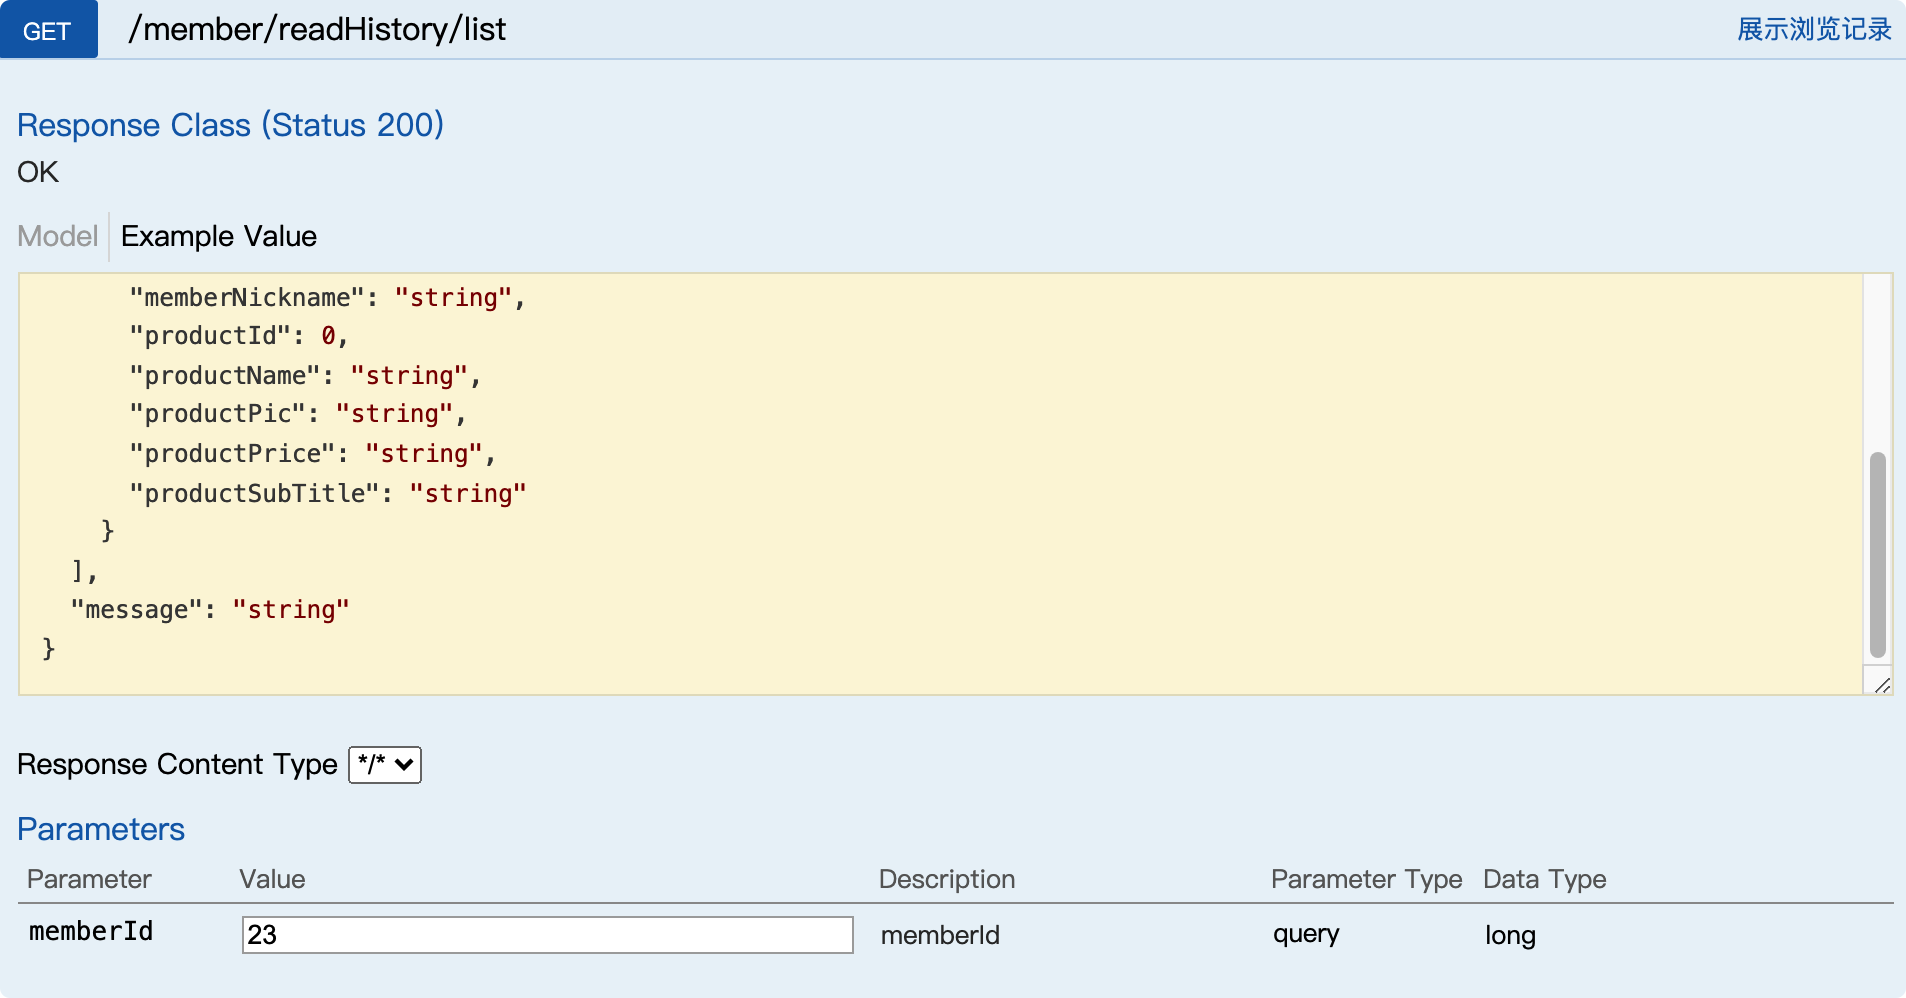 GET /member/readHistory/list 展示浏览记录
Response Class (Status 200)
OK
Model Example Value
"memberNickname": "string",
"productId": 0,
"productName": "string",
"productPic": "string",
"productPrice": "string",
"productSubTitle": "string"
}
],
"message": "string"
}
Response Content Type */*
Parameters
Parameter Value Description Parameter Type Data Type
memberId 23 memberId query long